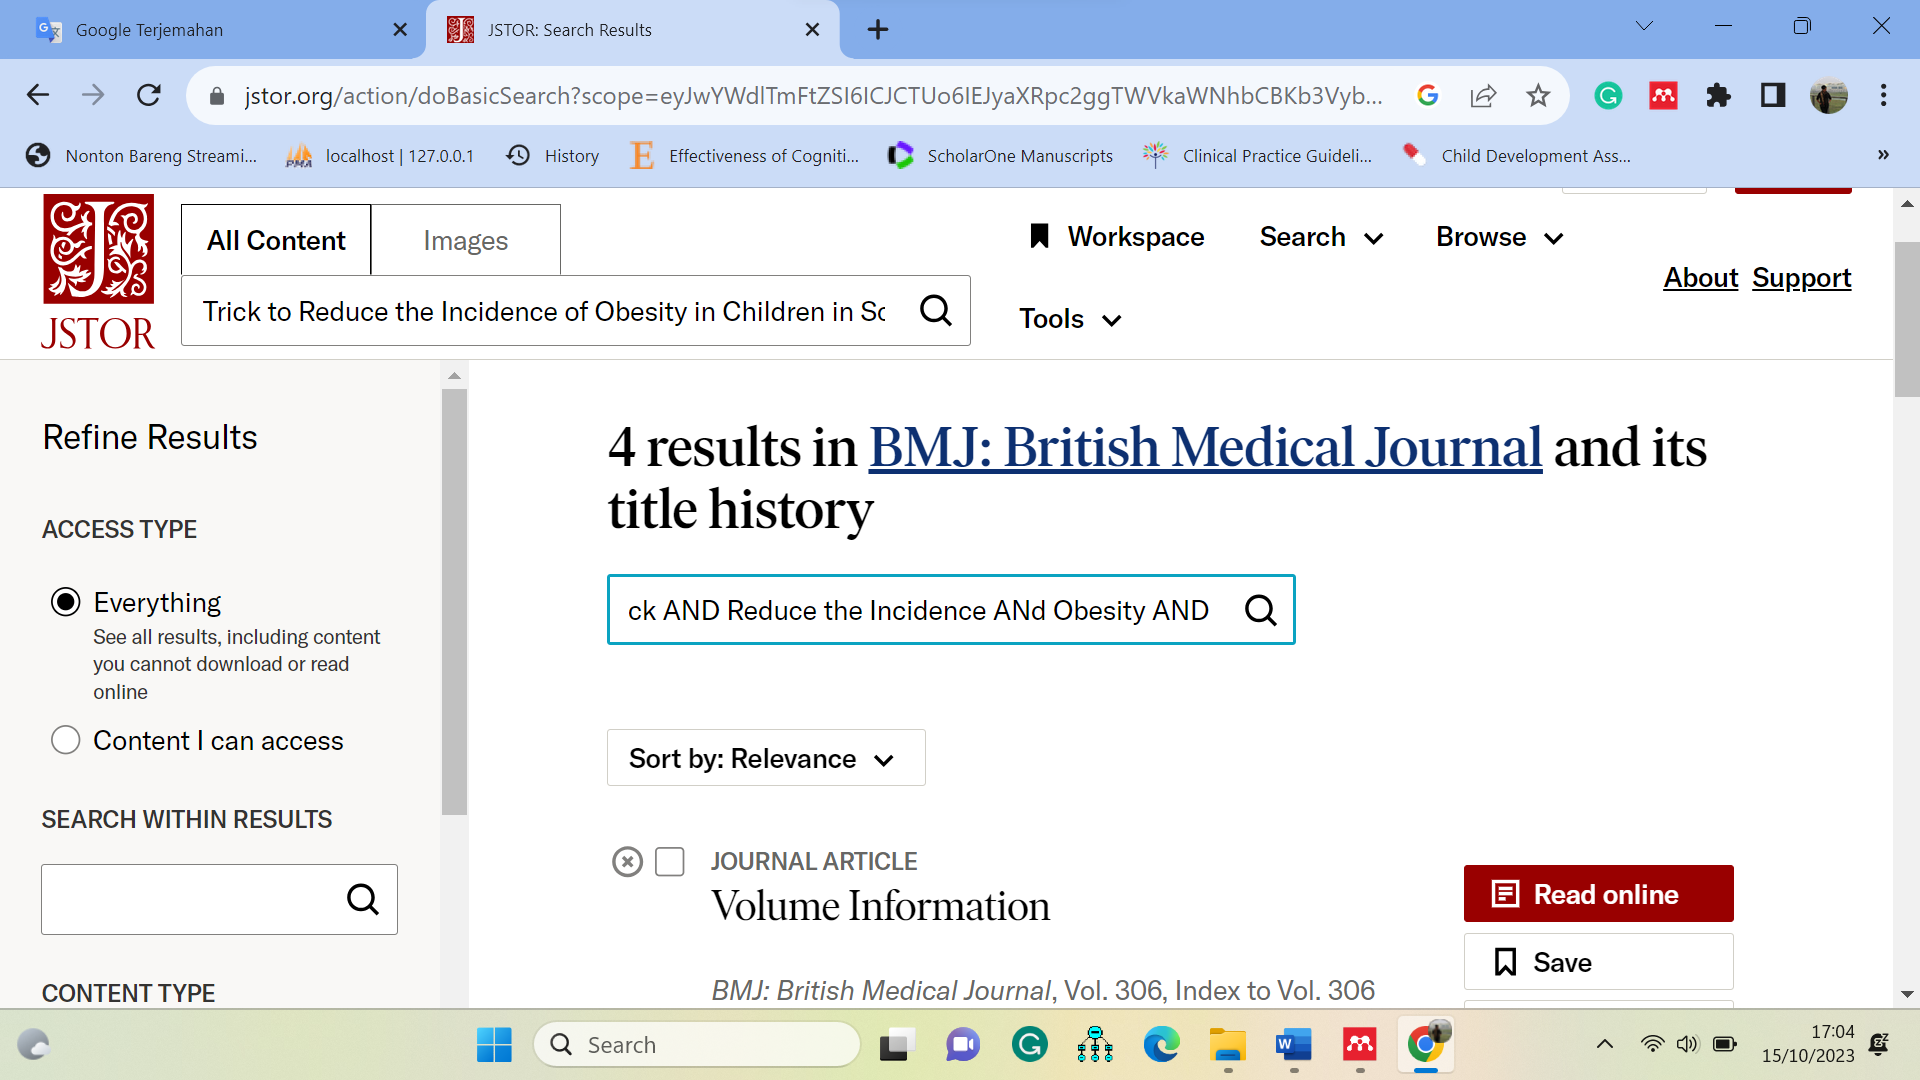 Google Terjemahan
JSTOR: Search Results
jstor.org/action/doBasicSearch?scope=eyJwYWdlTmFtZSI6ICJCTUo6IEJyaXRpc2ggTWVkaWNhbCBKb3Vyb...
Nonton Bareng Streami...
PMA
localhost | 127.0.0.1
History
Effectiveness of Cogniti...
ScholarOne Manuscripts
Clinical Practice Guideli...
Child Development Ass...
»
JSTOR
All Content
Images
Trick to Reduce the Incidence of Obesity in Children in Sc
Workspace
Search
Browse
Tools
About
Support
Refine Results
ACCESS TYPE
Everything
See all results, including content
you cannot download or read
online
Content I can access
SEARCH WITHIN RESULTS
CONTENT TYPE
4 results in BMJ: British Medical Journal and its
title history
ck AND Reduce the Incidence ANd Obesity AND
Sort by: Relevance
JOURNAL ARTICLE
Volume Information
BMJ: British Medical Journal, Vol. 306, Index to Vol. 306
Read online
Save
Search
17:04
15/10/2023